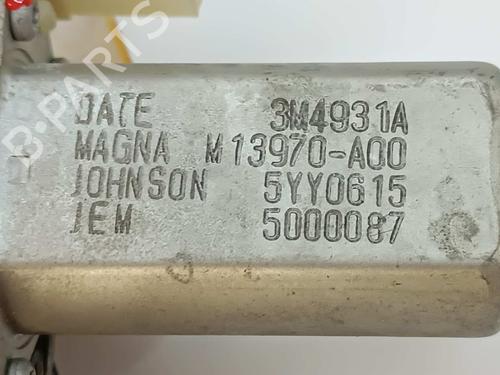 B-PARTS
DATE 3M4931A
MAGNA M13970-A00
JOHNSON 5YY0615
JEM 5000087